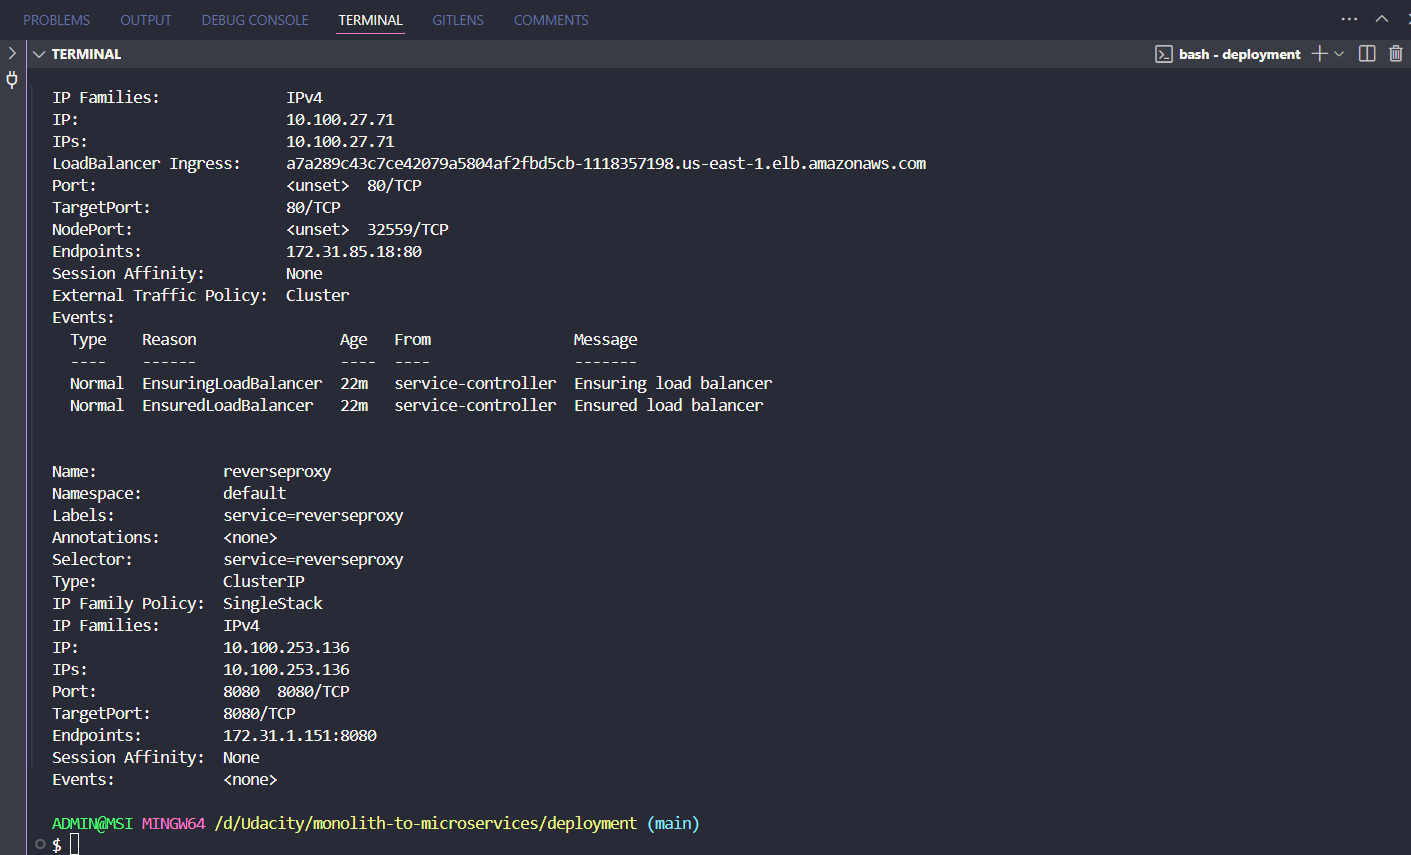 PROBLEMS OUTPUT DEBUG CONSOLE TERMINAL GITLENS COMMENTS
TERMINAL bash - deployment
IP Families: IPv4
IP: 10.100.27.71
IPs: 10.100.27.71
LoadBalancer Ingress: a7a289c43c7ce42079a5804af2fbd5cb-1118357198.us-east-1.elb.amazonaws.com
Port: <unset> 80/TCP
TargetPort: 80/TCP
NodePort: <unset> 32559/TCP
Endpoints: 172.31.85.18:80
Session Affinity: None
External Traffic Policy: Cluster
Events:
Type Reason Age From Message
---- ------ ---- ---- -------
Normal EnsuringLoadBalancer 22m service-controller Ensuring load balancer
Normal EnsuredLoadBalancer 22m service-controller Ensured load balancer
Name: reverseproxy
Namespace: default
Labels: service=reverseproxy
Annotations: <none>
Selector: service=reverseproxy
Type: ClusterIP
IP Family Policy: SingleStack
IP Families: IPv4
IP: 10.100.253.136
IPs: 10.100.253.136
Port: 8080 8080/TCP
TargetPort: 8080/TCP
Endpoints: 172.31.1.151:8080
Session Affinity: None
Events: <none>
ADMIN@MSI MINGW64 /d/Udacity/monolith-to-microservices/deployment (main)
$